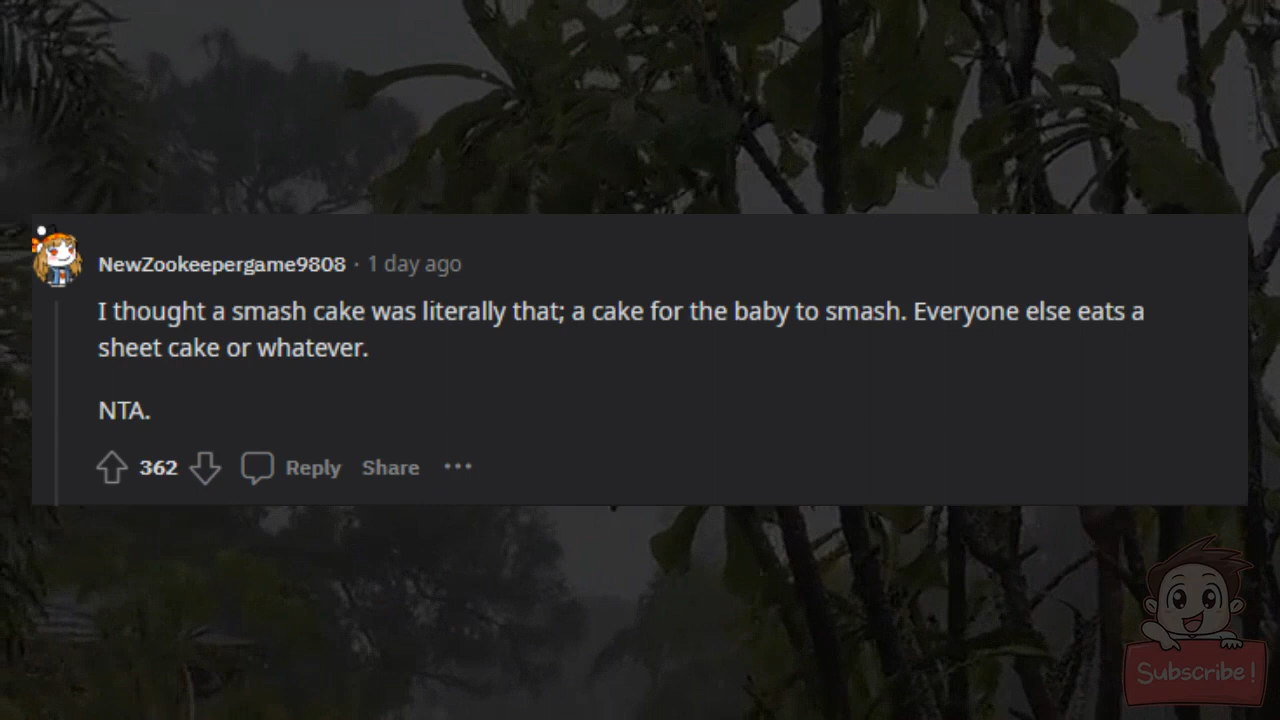 NewZookeepergame9808 · 1 day ago
I thought a smash cake was literally that; a cake for the baby to smash. Everyone else eats a
sheet cake or whatever.
NTA.
362 Reply Share ···
Subscribe!